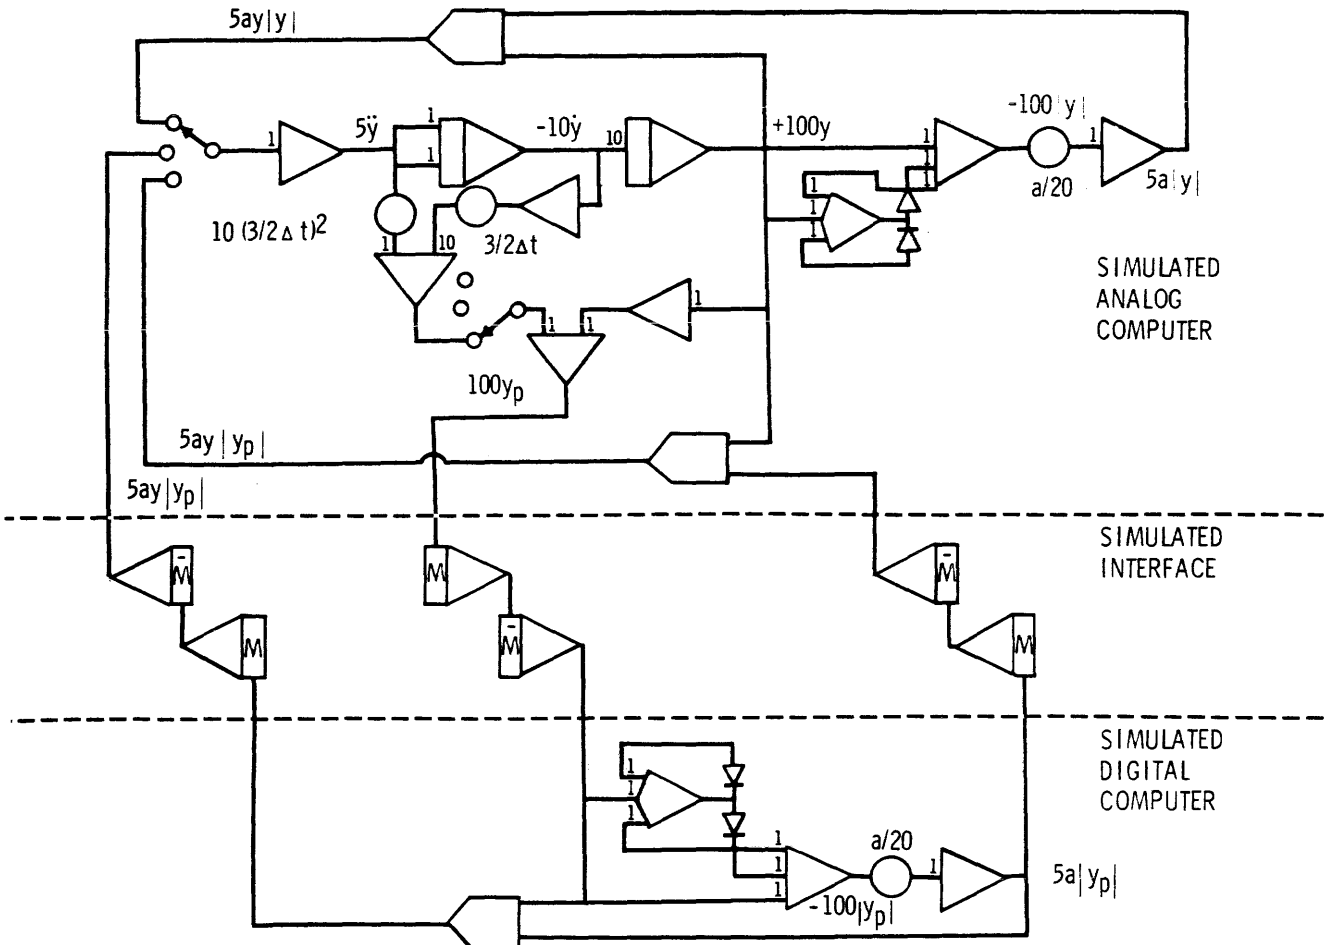 5ay|y|
-100|y|
1
5ÿ
1
-10ẏ
10
+100y
1
1
1
1
1
a/20
5a|y|
1
1
1
10 (3/2Δt)²
1
10
3/2Δt
1
1
1
SIMULATED
ANALOG
COMPUTER
100yp
5ay|yp|
5ay|yp|
SIMULATED
INTERFACE
M̄
M
M̄
M
M̄
M
SIMULATED
DIGITAL
COMPUTER
1
1
1
1
1
1
a/20
1
5a|yp|
-100|yp|